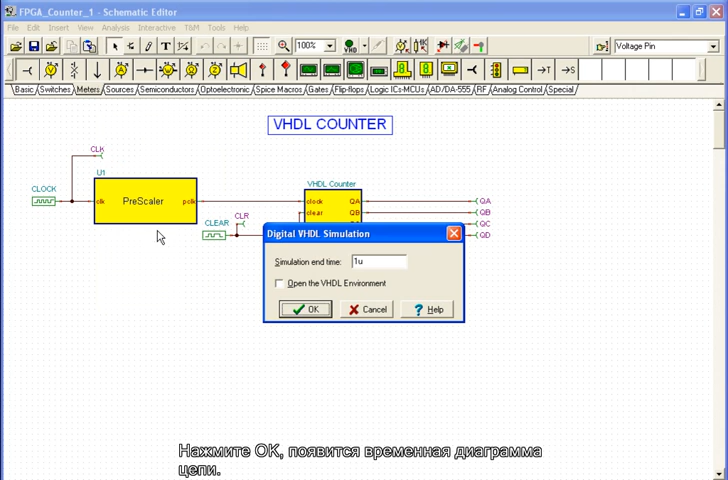 FPGA_Counter_1 - Schematic Editor
File Edit Insert View Analysis Interactive T&M Tools Help
100% VHD Voltage Pin
Basic Switches Meters Sources Semiconductors Optoelectronic Spice Macros Gates Flip-flops Logic ICs-MCUs AD/DA-555 RF Analog Control Special
VHDL COUNTER
CLK
U1
CLOCK
clk PreScaler pclk
VHDL Counter
clock QA QA
clear QB QB
CLEAR CLR
QC
QD
Digital VHDL Simulation
Simulation end time: 1u
Open the VHDL Environment
OK Cancel Help
Нажмите OK, появится временная диаграмма
цепи.